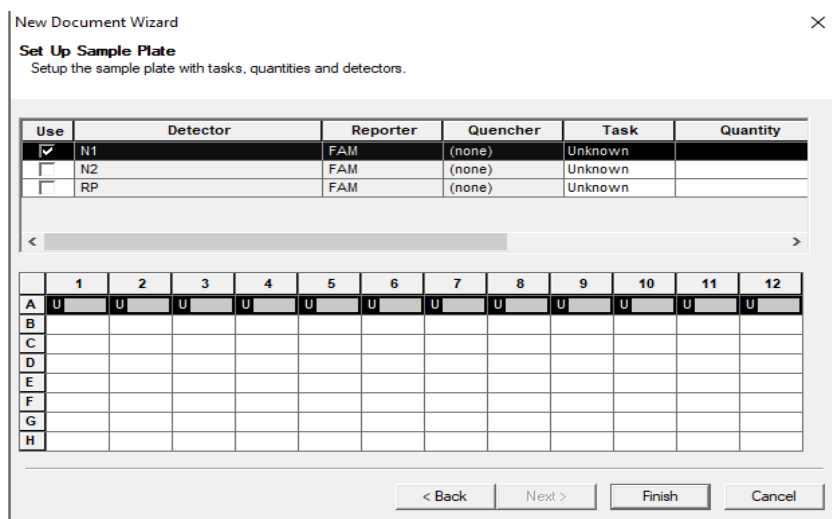 New Document Wizard
Set Up Sample Plate
Setup the sample plate with tasks, quantities and detectors.
Use Detector Reporter Quencher Task Quantity
N1 FAM (none) Unknown
N2 FAM (none) Unknown
RP FAM (none) Unknown
1 2 3 4 5 6 7 8 9 10 11 12
A U U U U U U U U U U U U
B
C
D
E
F
G
H
< Back Next > Finish Cancel